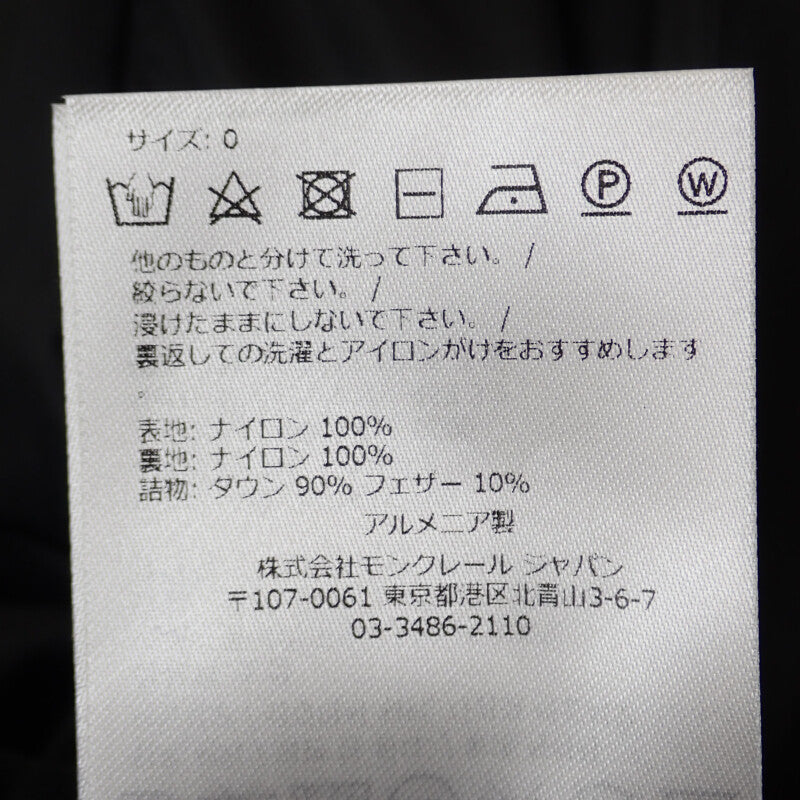 サイズ: 0
P W
他のものと分けて洗って下さい。 /
絞らないで下さい。 /
浸けたままにしないで下さい。 /
裏返しての洗濯とアイロンがけをおすすめします
。
表地: ナイロン 100%
裏地: ナイロン 100%
詰物: ダウン 90% フェザー 10%
アルメニア製
株式会社モンクレール ジャパン
〒107-0061 東京都港区北青山3-6-7
03-3486-2110